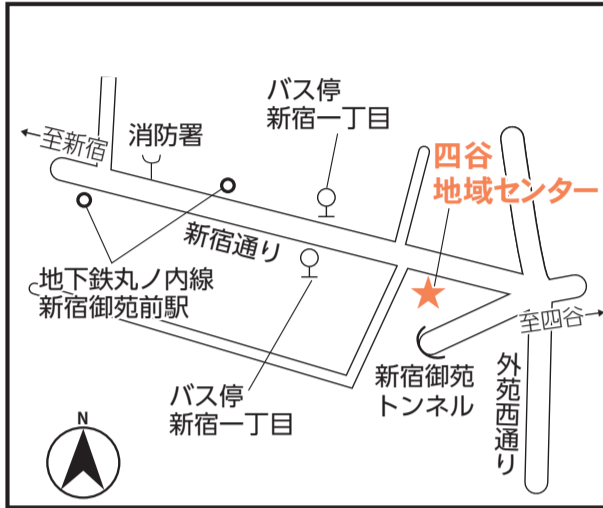 バス停
新宿一丁目
←至新宿
消防署
四谷
地域センター
新宿通り
地下鉄丸ノ内線
新宿御苑前駅
至四谷→
新宿御苑
トンネル
外苑西通り
バス停
新宿一丁目
N